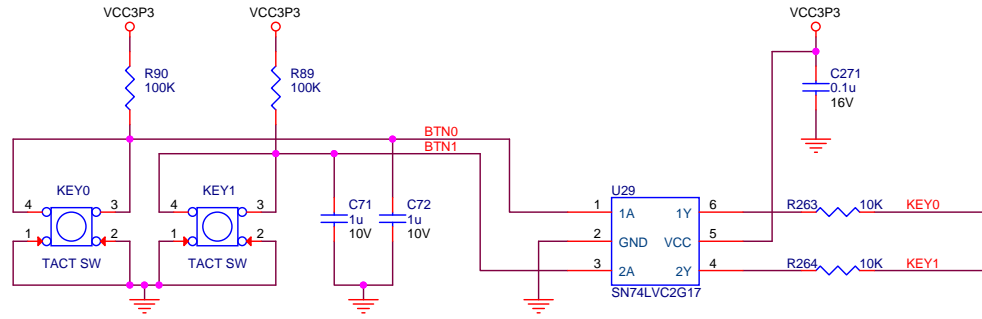 VCC3P3
VCC3P3
VCC3P3
R90
100K
R89
100K
C271
0.1u
16V
BTN0
BTN1
KEY0
4
3
1
2
TACT SW
KEY1
4
3
1
2
TACT SW
C71
1u
10V
C72
1u
10V
U29
1
1A
1Y
6
2
GND
VCC
5
3
2A
2Y
4
SN74LVC2G17
R263
10K
KEY0
R264
10K
KEY1